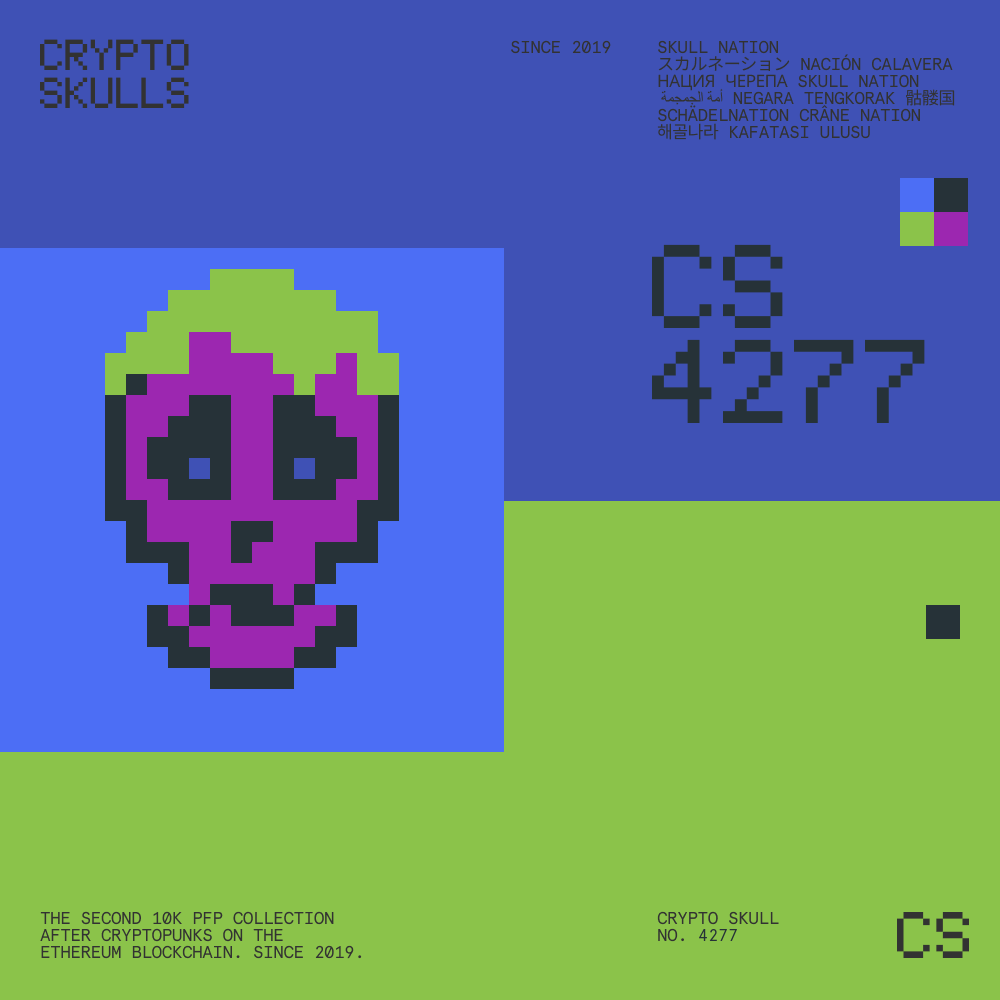 CRYPTO
SKULLS
SINCE 2019
SKULL NATION
スカルネーション NACIÓN CALAVERA
НАЦИЯ ЧЕРЕПА SKULL NATION
أمة الجمجمة NEGARA TENGKORAK 骷髅国
SCHÄDELNATION CRÂNE NATION
해골나라 KAFATASI ULUSU
CS
4277
THE SECOND 10K PFP COLLECTION
AFTER CRYPTOPUNKS ON THE
ETHEREUM BLOCKCHAIN. SINCE 2019.
CRYPTO SKULL
NO. 4277
CS